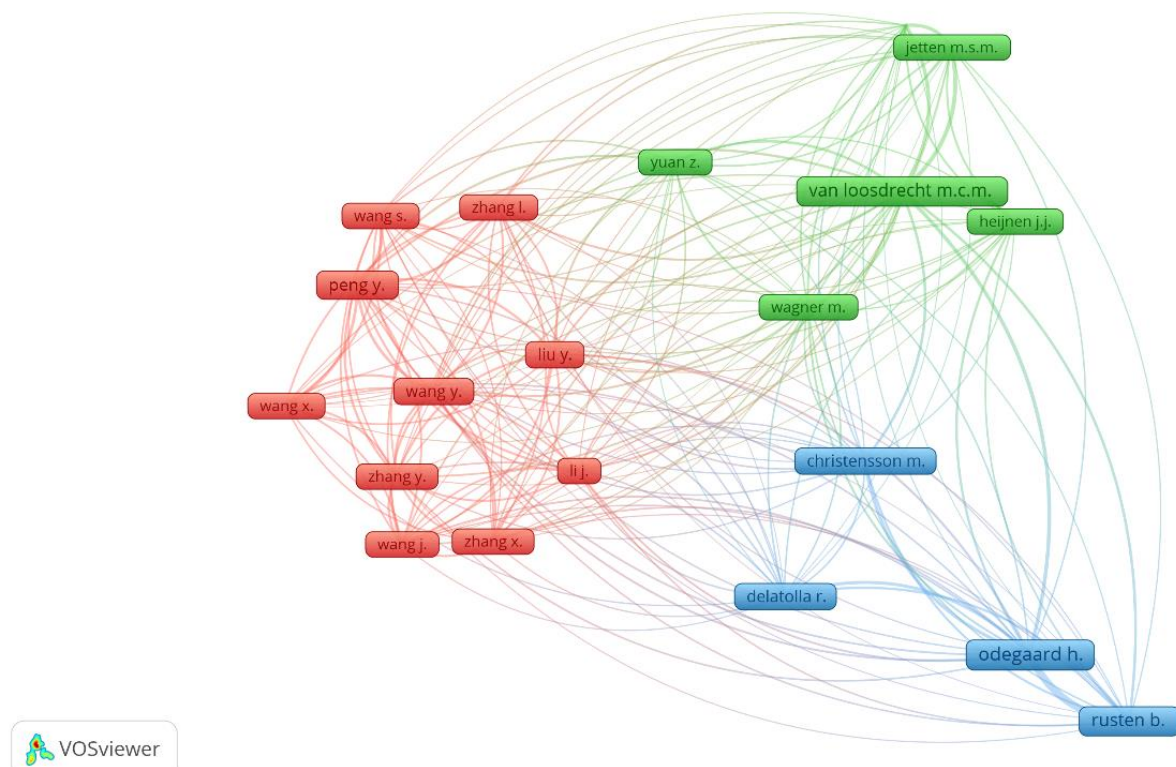 jetten m.s.m.
yuan z.
van loosdrecht m.c.m.
zhang l.
wang s.
heijnen j.j.
peng y.
wagner m.
liu y.
wang y.
wang x.
christensson m.
li j.
zhang y.
zhang x.
wang j.
delatolla r.
odegaard h.
rusten b.
VOSviewer